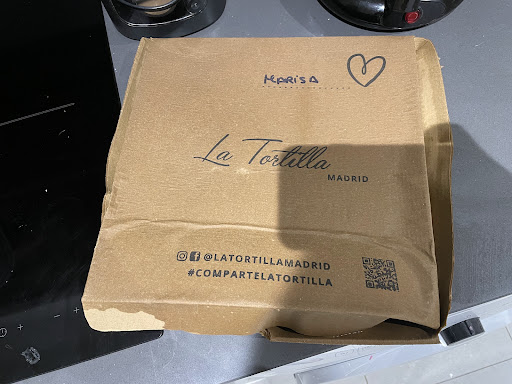 MARISA
La Tortilla
MADRID
@LATORTILLAMADRID
#COMPARTELATORTILLA